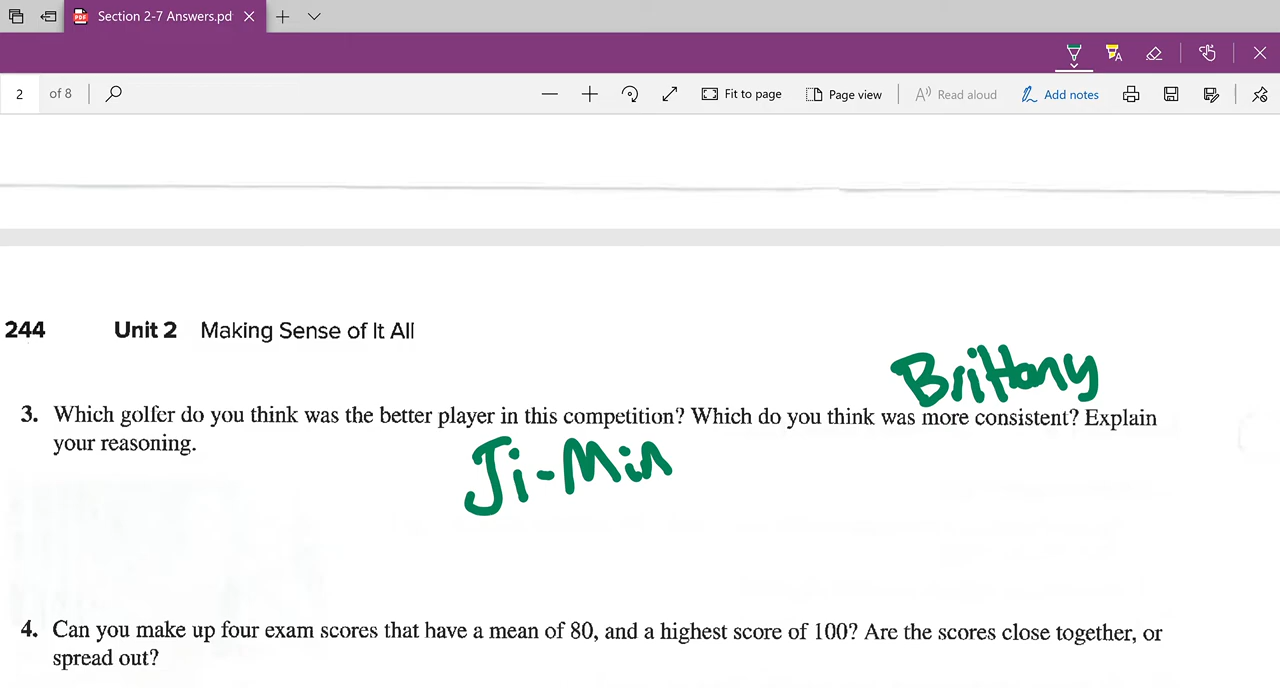 Section 2-7 Answers.pd
2 of 8 Fit to page Page view Read aloud Add notes
244 Unit 2 Making Sense of It All
Brittany
3. Which golfer do you think was the better player in this competition? Which do you think was more consistent? Explain
your reasoning.
Ji-Min
4. Can you make up four exam scores that have a mean of 80, and a highest score of 100? Are the scores close together, or
spread out?